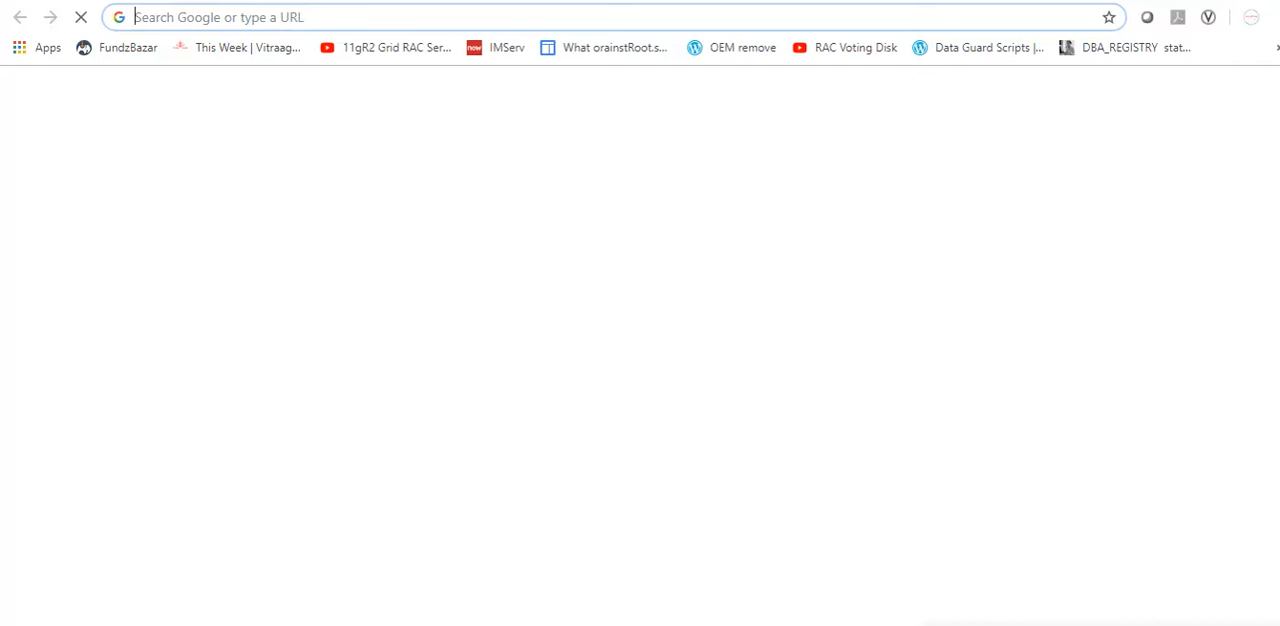 Search Google or type a URL
Apps FundzBazar This Week | Vitraag... 11gR2 Grid RAC Ser... now IMServ What orainstRoot.s... OEM remove RAC Voting Disk Data Guard Scripts |... DBA_REGISTRY stat...